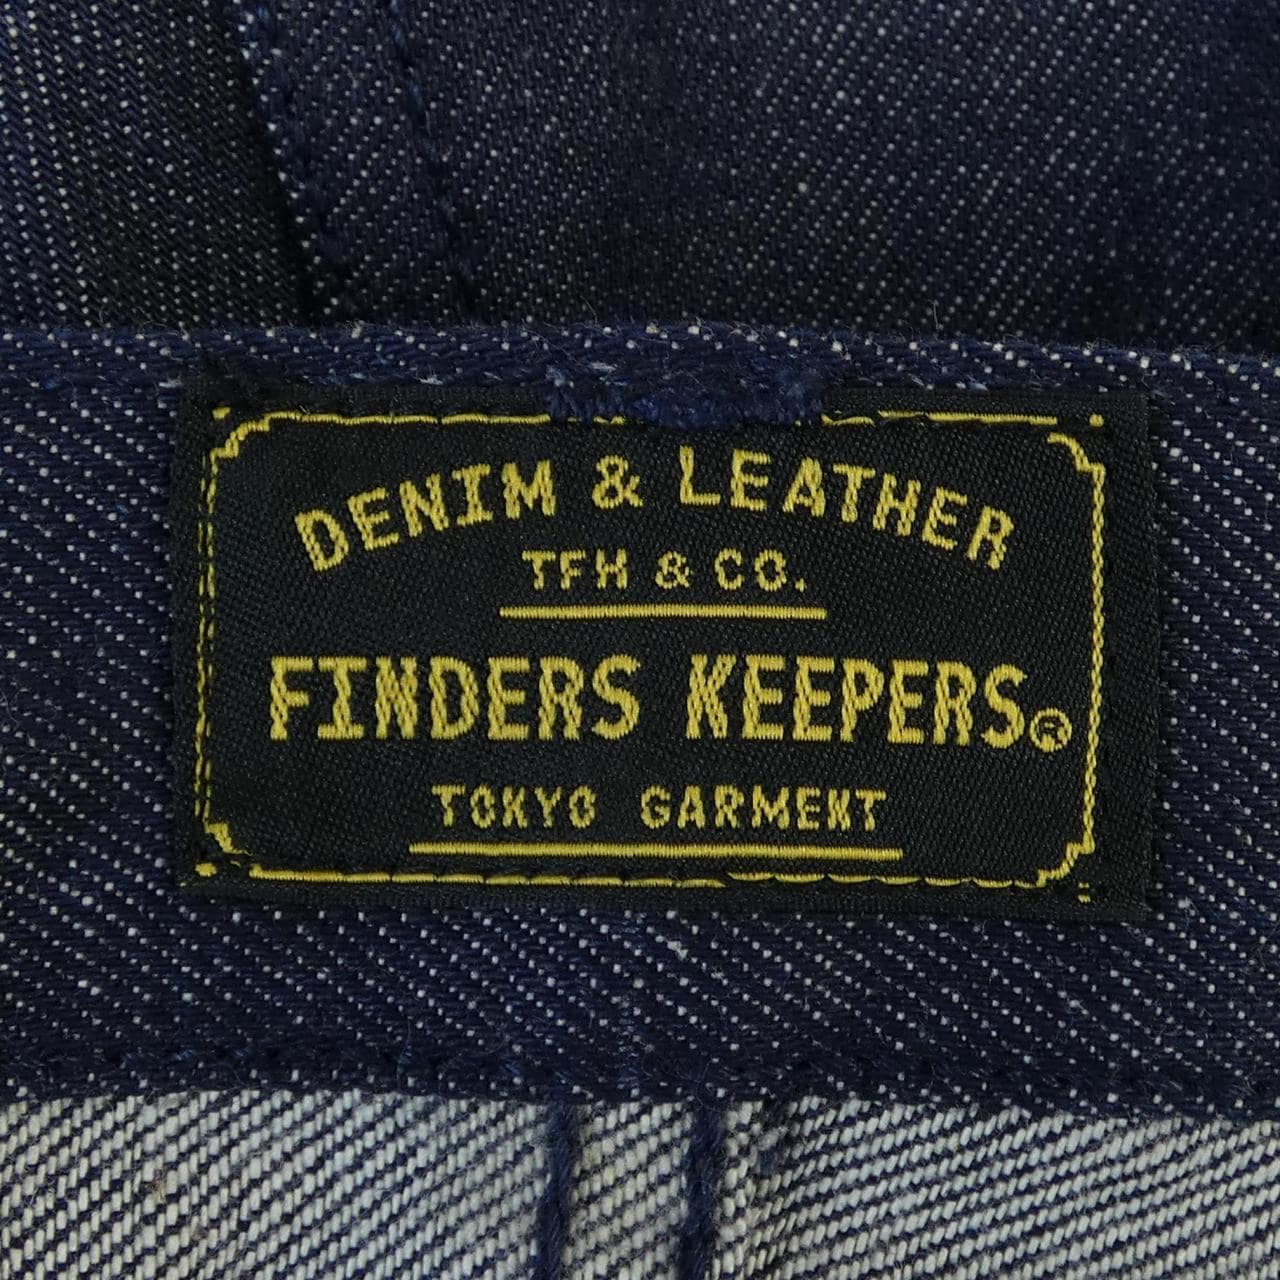 DENIM & LEATHER
TFH & CO.
FINDERS KEEPERS®
TOKYO GARMENT